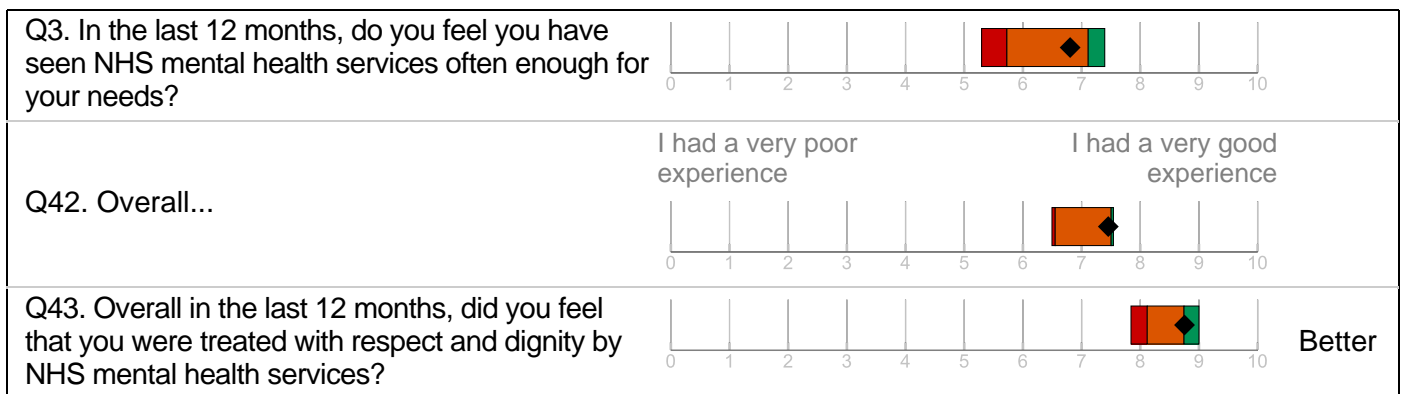 Q3. In the last 12 months, do you feel you have
seen NHS mental health services often enough for
your needs?
0 1 2 3 4 5 6 7 8 9 10
I had a very poor
experience
I had a very good
experience
Q42. Overall...
0 1 2 3 4 5 6 7 8 9 10
Q43. Overall in the last 12 months, did you feel
that you were treated with respect and dignity by
NHS mental health services?
0 1 2 3 4 5 6 7 8 9 10
Better